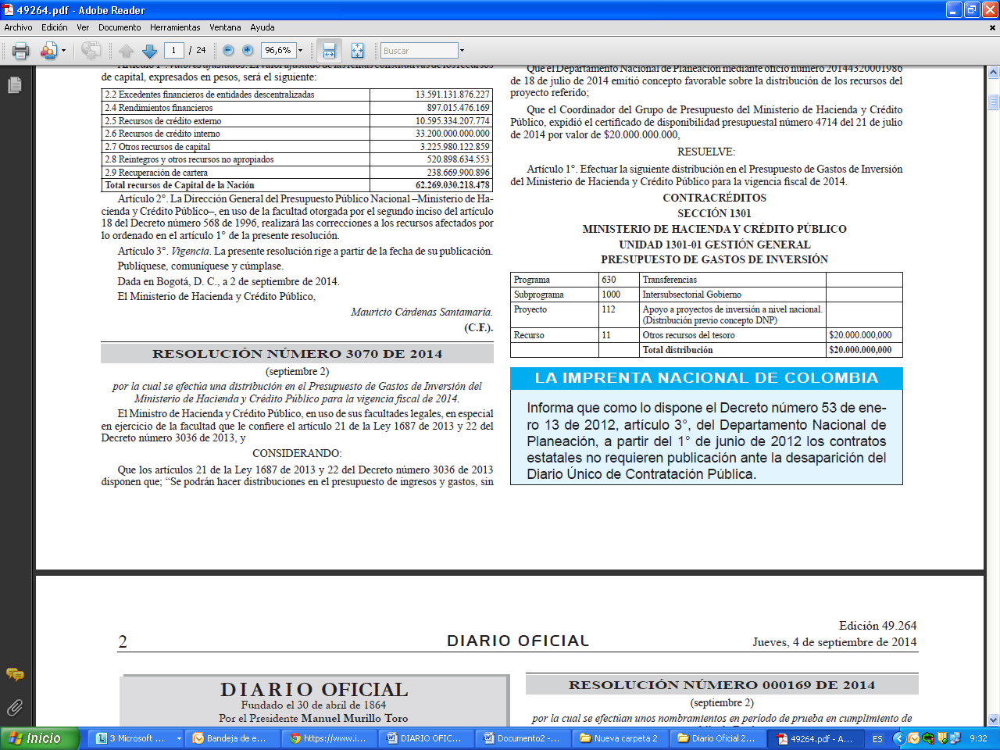 49264.pdf - Adobe Reader
Archivo Edición Ver Documento Herramientas Ventana Ayuda
1 / 24 96,6% Buscar
de capital, expresados en pesos, será el siguiente:
2.2 Excedentes financieros de entidades descentralizadas 13.591.131.876.227
2.4 Rendimientos financieros 897.015.476.169
2.5 Recursos de crédito externo 10.595.334.207.774
2.6 Recursos de crédito interno 33.200.000.000.000
2.7 Otros recursos de capital 3.225.980.122.859
2.8 Reintegros y otros recursos no apropiados 520.898.634.553
2.9 Recuperación de cartera 238.669.900.896
Total recursos de Capital de la Nación 62.269.030.218.478
Artículo 2°. La Dirección General del Presupuesto Público Nacional –Ministerio de Ha-
cienda y Crédito Público–, en uso de la facultad otorgada por el segundo inciso del artículo
18 del Decreto número 568 de 1996, realizará las correcciones a los recursos afectados por
lo ordenado en el artículo 1° de la presente resolución.
Artículo 3°. Vigencia. La presente resolución rige a partir de la fecha de su publicación.
Publíquese, comuníquese y cúmplase.
Dada en Bogotá, D. C., a 2 de septiembre de 2014.
El Ministerio de Hacienda y Crédito Público,
Mauricio Cárdenas Santamaría.
(C.F.).
RESOLUCIÓN NÚMERO 3070 DE 2014
(septiembre 2)
por la cual se efectúa una distribución en el Presupuesto de Gastos de Inversión del
Ministerio de Hacienda y Crédito Público para la vigencia fiscal de 2014.
El Ministro de Hacienda y Crédito Público, en uso de sus facultades legales, en especial
en ejercicio de la facultad que le confiere el artículo 21 de la Ley 1687 de 2013 y 22 del
Decreto número 3036 de 2013, y
CONSIDERANDO:
Que los artículos 21 de la Ley 1687 de 2013 y 22 del Decreto número 3036 de 2013
disponen que; “Se podrán hacer distribuciones en el presupuesto de ingresos y gastos, sin
Que el Departamento Nacional de Planeación mediante oficio número 20144320001986
de 18 de julio de 2014 emitió concepto favorable sobre la distribución de los recursos del
proyecto referido;
Que el Coordinador del Grupo de Presupuesto del Ministerio de Hacienda y Crédito
Público, expidió el certificado de disponibilidad presupuestal número 4714 del 21 de julio
de 2014 por valor de $20.000.000.000,
RESUELVE:
Artículo 1°. Efectuar la siguiente distribución en el Presupuesto de Gastos de Inversión
del Ministerio de Hacienda y Crédito Público para la vigencia fiscal de 2014.
CONTRACRÉDITOS
SECCIÓN 1301
MINISTERIO DE HACIENDA Y CRÉDITO PÚBLICO
UNIDAD 1301-01 GESTIÓN GENERAL
PRESUPUESTO DE GASTOS DE INVERSIÓN
Programa 630 Transferencias
Subprograma 1000 Intersubsectorial Gobierno
Proyecto 112 Apoyo a proyectos de inversión a nivel nacional.
(Distribución previo concepto DNP)
Recurso 11 Otros recursos del tesoro $20.000.000,000
Total distribución $20.000.000,000
LA IMPRENTA NACIONAL DE COLOMBIA
Informa que como lo dispone el Decreto número 53 de ene-
ro 13 de 2012, artículo 3°, del Departamento Nacional de
Planeación, a partir del 1° de junio de 2012 los contratos
estatales no requieren publicación ante la desaparición del
Diario Único de Contratación Pública.
Edición 49.264
2 DIARIO OFICIAL Jueves, 4 de septiembre de 2014
DIARIO OFICIAL
Fundado el 30 de abril de 1864
Por el Presidente Manuel Murillo Toro
RESOLUCIÓN NÚMERO 000169 DE 2014
(septiembre 2)
por la cual se efectúan unos nombramientos en período de prueba en cumplimiento de
Inicio 3 Microsoft ... Bandeja de e... https://www.i... DIARIO OFIC... Documento2 -... Nueva carpeta 2 Diario Oficial 2... 49264.pdf - A... ES 9:32